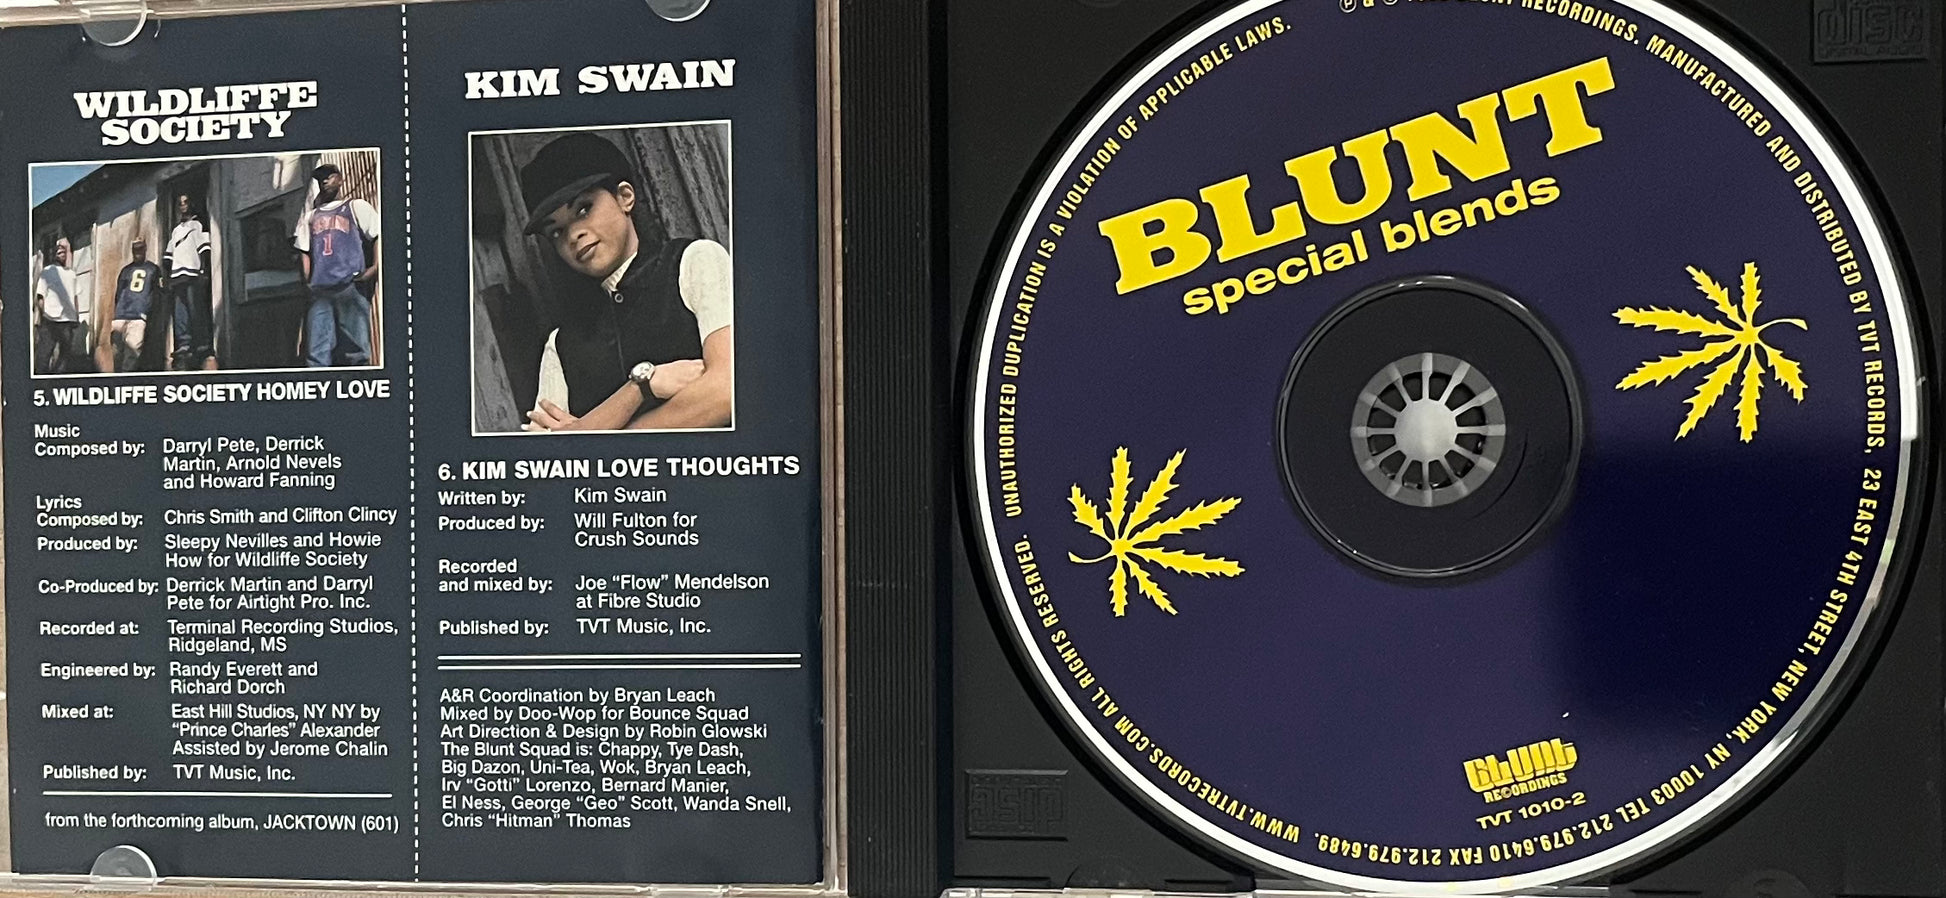 WILDLIFFE
SOCIETY
5. WILDLIFFE SOCIETY HOMEY LOVE
Music
Composed by: Darryl Pete, Derrick
Martin, Arnold Nevels
and Howard Fanning
Lyrics
Composed by: Chris Smith and Clifton Clincy
Produced by: Sleepy Nevilles and Howie
How for Wildliffe Society
Co-Produced by: Derrick Martin and Darryl
Pete for Airtight Pro. Inc.
Recorded at: Terminal Recording Studios,
Ridgeland, MS
Engineered by: Randy Everett and
Richard Dorch
Mixed at: East Hill Studios, NY NY by
“Prince Charles” Alexander
Assisted by Jerome Chalin
Published by: TVT Music, Inc.
from the forthcoming album, JACKTOWN (601)
KIM SWAIN
6. KIM SWAIN LOVE THOUGHTS
Written by: Kim Swain
Produced by: Will Fulton for
Crush Sounds
Recorded
and mixed by: Joe “Flow” Mendelson
at Fibre Studio
Published by: TVT Music, Inc.
A&R Coordination by Bryan Leach
Mixed by Doo-Wop for Bounce Squad
Art Direction & Design by Robin Glowski
The Blunt Squad is: Chappy, Tye Dash,
Big Dazon, Uni-Tea, Wok, Bryan Leach,
Irv “Gotti” Lorenzo, Bernard Manier,
El Ness, George “Geo” Scott, Wanda Snell,
Chris “Hitman” Thomas
1
6
BLUNT
special blends
RECORDINGS. MANUFACTURED AND DISTRIBUTED BY TVT RECORDS, 23 EAST 4TH STREET, NEW YORK, NY 10003 TEL 212.979.6410 FAX 212.979.6489. WWW.TVTRECORDS.COM ALL RIGHTS RESERVED. UNAUTHORIZED DUPLICATION IS A VIOLATION OF APPLICABLE LAWS.
BLUNT
RECORDINGS
TVT 1010-2
disc
disc